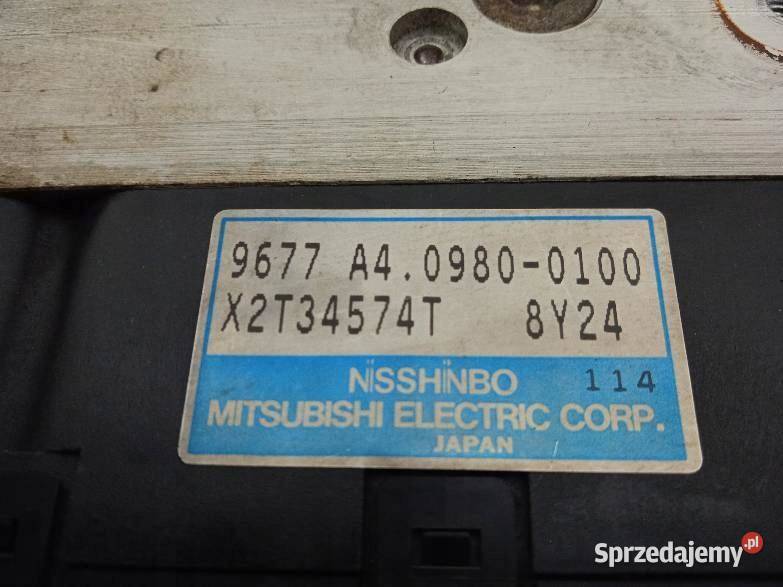 9677 A4.0980-0100
X2T34574T 8Y24
NISSHINBO 114
MITSUBISHI ELECTRIC CORP.
JAPAN
Sprzedajemy.pl